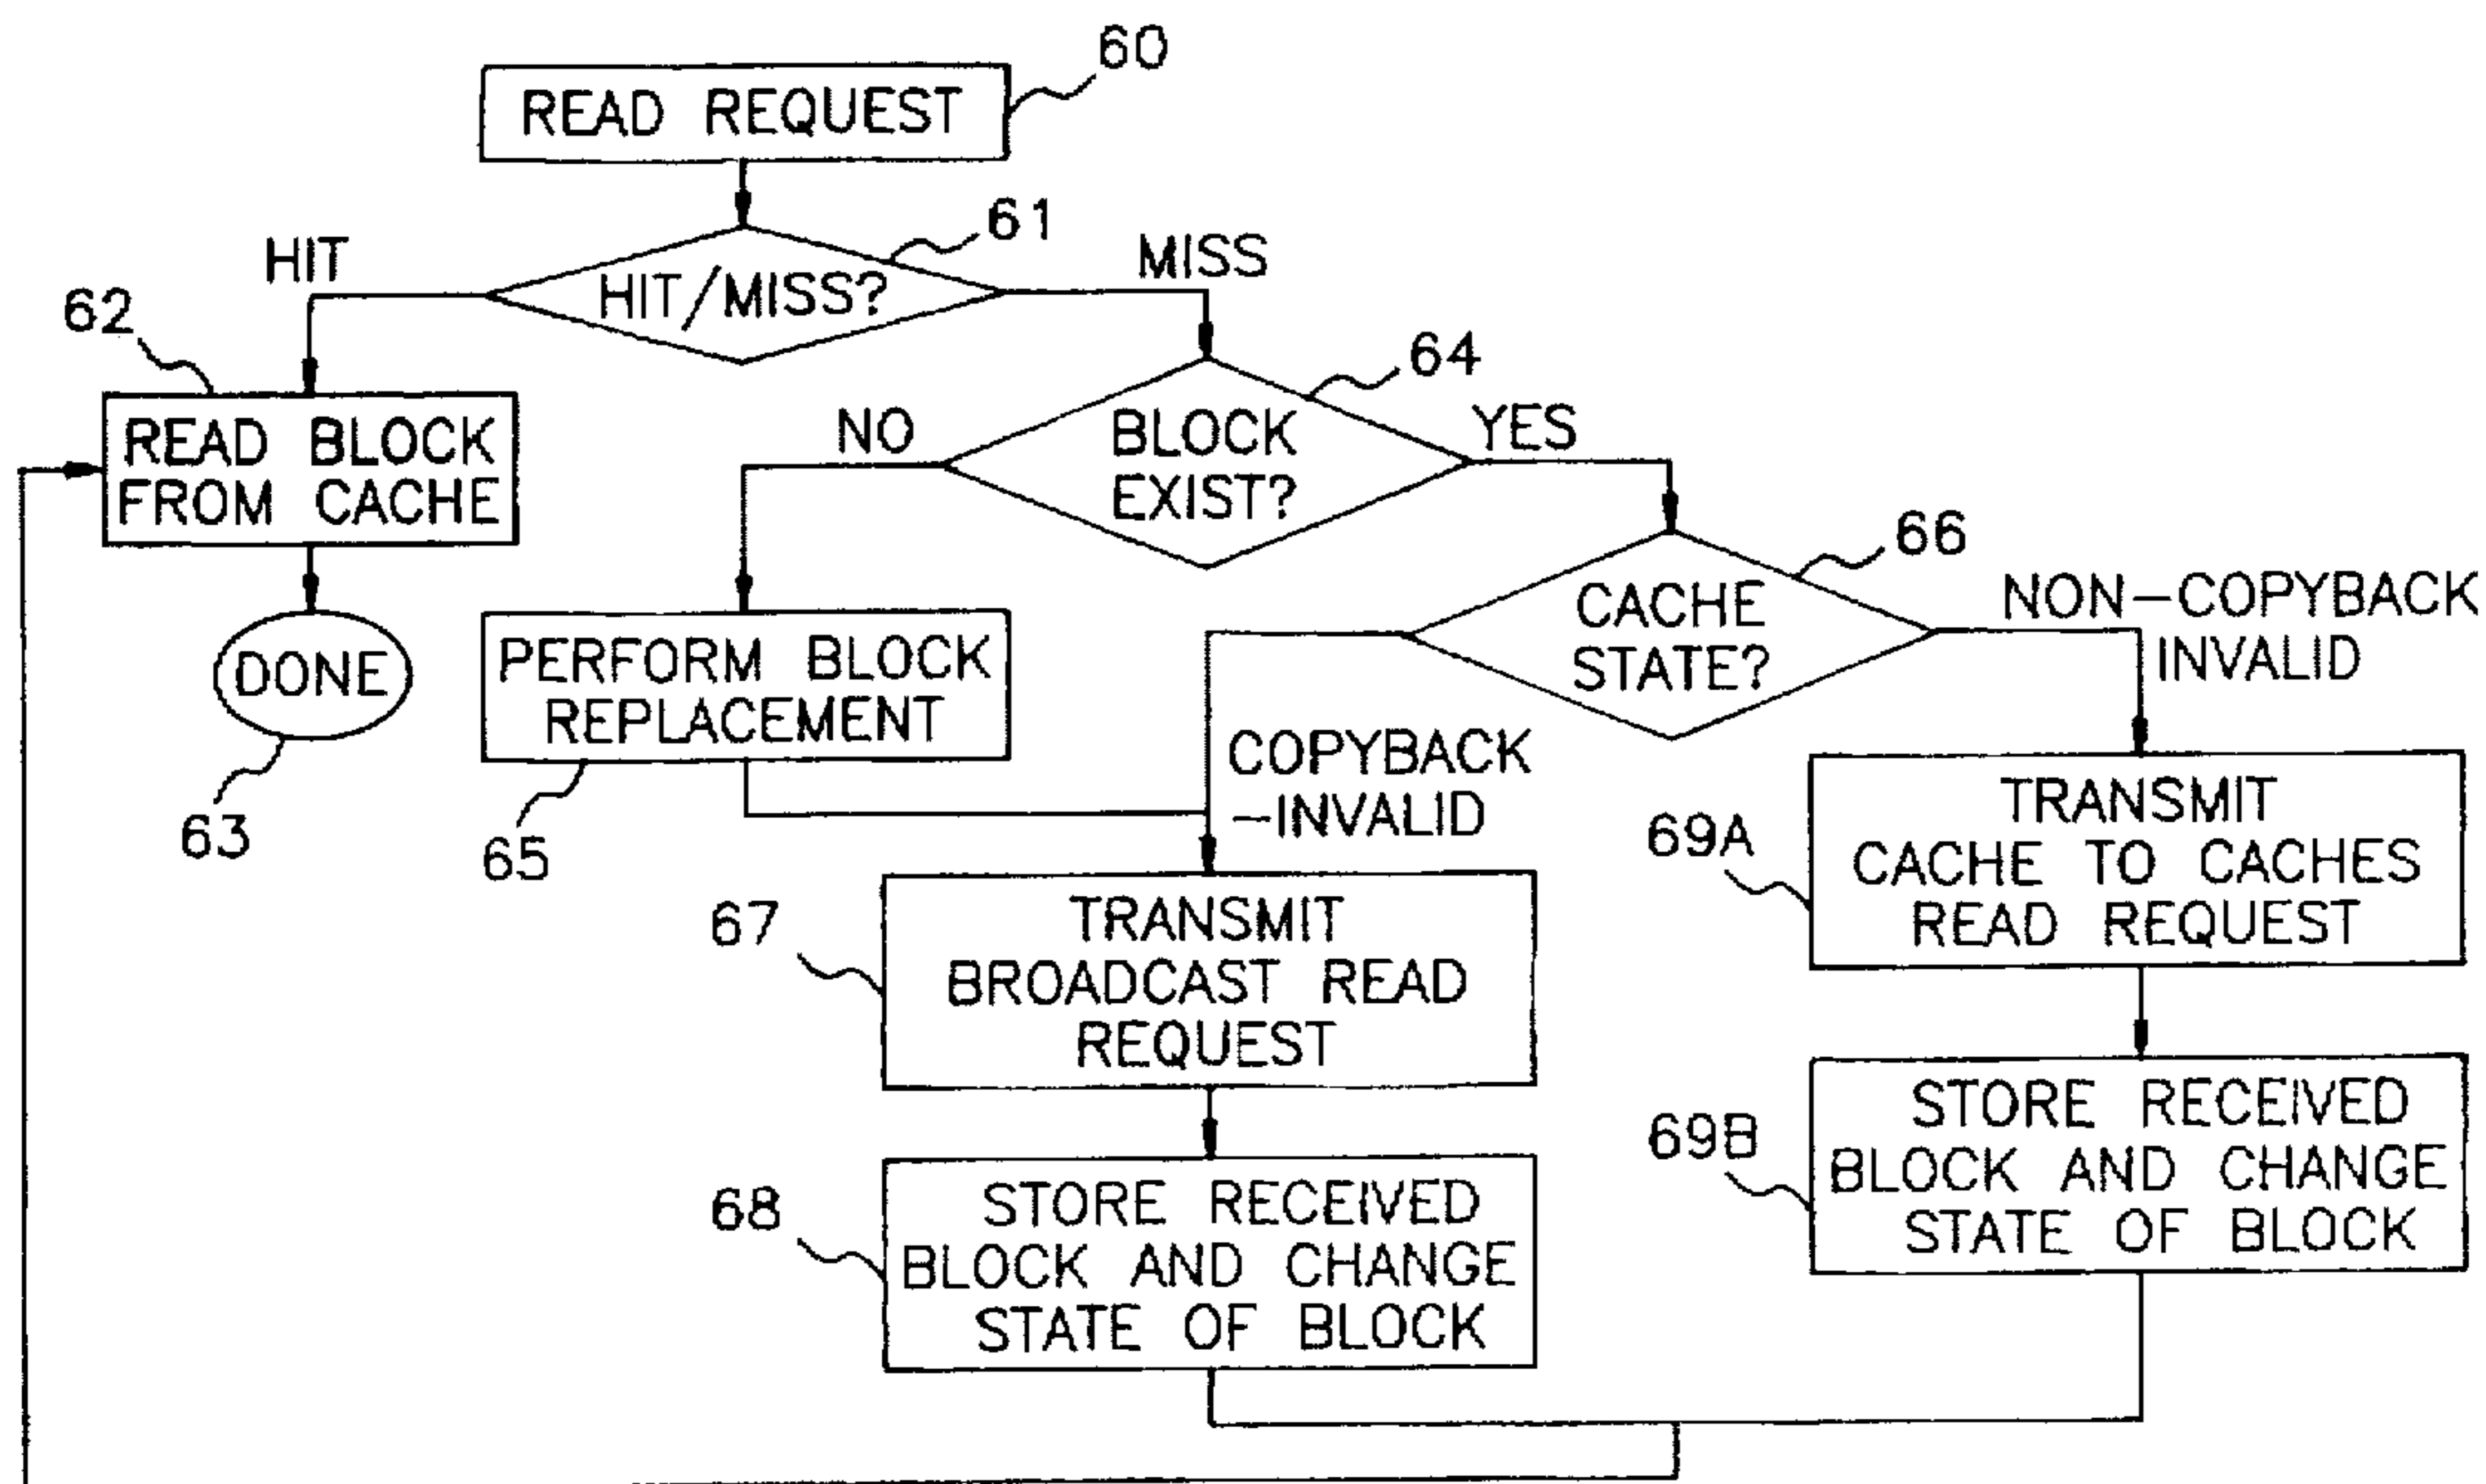 60
READ REQUEST
61
HIT
HIT/MISS?
MISS
62
64
READ BLOCK
FROM CACHE
NO
BLOCK
EXIST?
YES
66
DONE
63
PERFORM BLOCK
REPLACEMENT
65
CACHE
STATE?
NON-COPYBACK
INVALID
COPYBACK
-INVALID
67
TRANSMIT
BROADCAST READ
REQUEST
69A
TRANSMIT
CACHE TO CACHES
READ REQUEST
68
STORE RECEIVED
BLOCK AND CHANGE
STATE OF BLOCK
69B
STORE RECEIVED
BLOCK AND CHANGE
STATE OF BLOCK